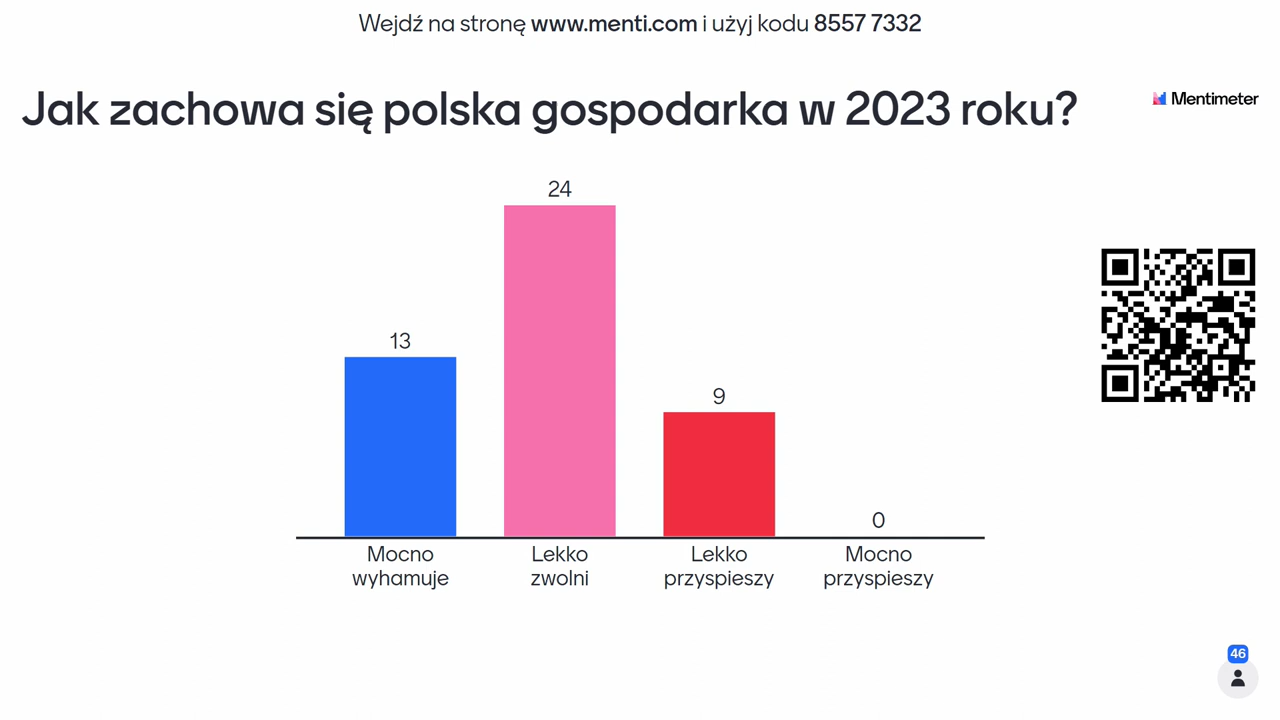 Wejdź na stronę www.menti.com i użyj kodu 8557 7332
Jak zachowa się polska gospodarka w 2023 roku?
Mentimeter
24
13
9
0
Mocno
wyhamuje
Lekko
zwolni
Lekko
przyspieszy
Mocno
przyspieszy
46